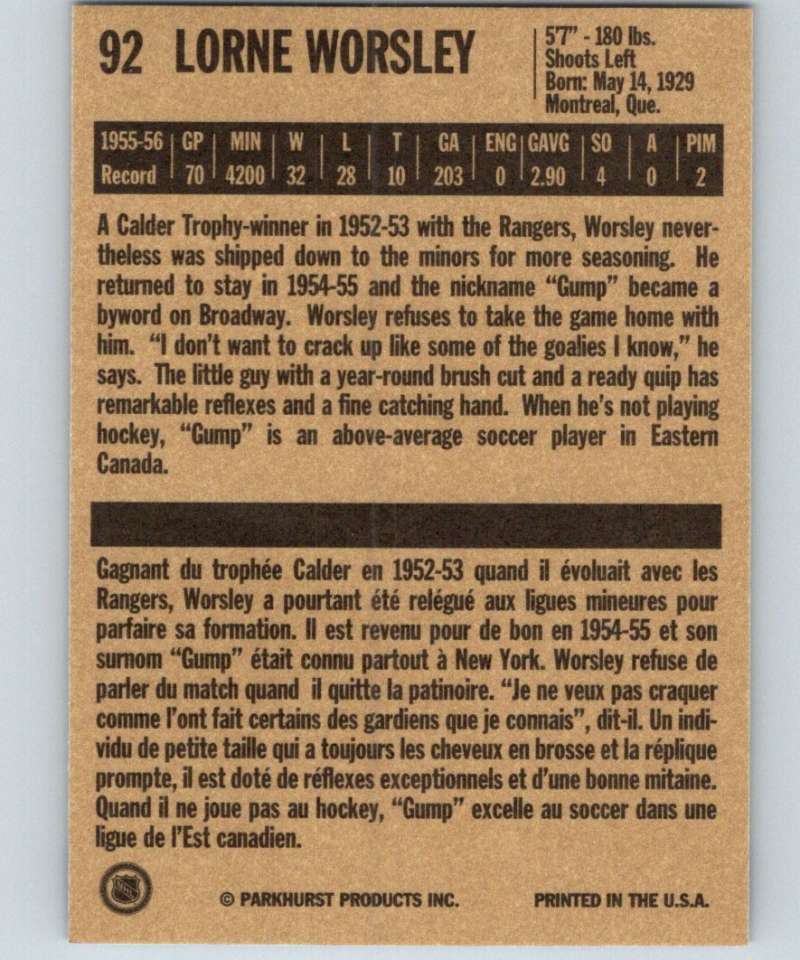 92 LORNE WORSLEY
5'7" - 180 lbs.
Shoots Left
Born: May 14, 1929
Montreal, Que.
1955-56 GP MIN W L T GA ENG GAVG SO A PIM
Record 70 4200 32 28 10 203 0 2.90 4 0 2
A Calder Trophy-winner in 1952-53 with the Rangers, Worsley never-
theless was shipped down to the minors for more seasoning. He
returned to stay in 1954-55 and the nickname “Gump” became a
byword on Broadway. Worsley refuses to take the game home with
him. “I don't want to crack up like some of the goalies I know,” he
says. The little guy with a year-round brush cut and a ready quip has
remarkable reflexes and a fine catching hand. When he's not playing
hockey, “Gump” is an above-average soccer player in Eastern
Canada.
Gagnant du trophée Calder en 1952-53 quand il évoluait avec les
Rangers, Worsley a pourtant été relégué aux ligues mineures pour
parfaire sa formation. Il est revenu pour de bon en 1954-55 et son
surnom “Gump” était connu partout à New York. Worsley refuse de
parler du match quand il quitte la patinoire. “Je ne veux pas craquer
comme l'ont fait certains des gardiens que je connais”, dit-il. Un indi-
vidu de petite taille qui a toujours les cheveux en brosse et la réplique
prompte, il est doté de réflexes exceptionnels et d'une bonne mitaine.
Quand il ne joue pas au hockey, “Gump” excelle au soccer dans une
ligue de l'Est canadien.
© PARKHURST PRODUCTS INC. PRINTED IN THE U.S.A.